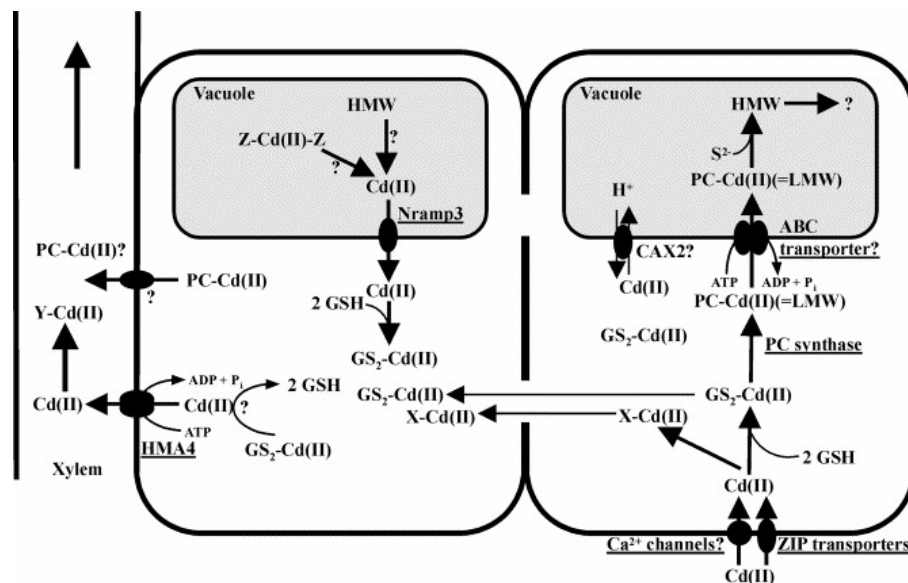 Vacuole
HMW
?
Z-Cd(II)-Z
?
Cd(II)
Nramp3
Cd(II)
2 GSH
GS₂-Cd(II)
PC-Cd(II)?
PC-Cd(II)
?
Y-Cd(II)
Cd(II)
ADP + Pᵢ
2 GSH
Cd(II)
?
ATP
HMA4
GS₂-Cd(II)
Xylem
GS₂-Cd(II)
X-Cd(II)
Vacuole
HMW
?
S²⁻
PC-Cd(II)(=LMW)
H⁺
CAX2?
Cd(II)
ABC
transporter?
ATP
ADP + Pᵢ
PC-Cd(II)(=LMW)
GS₂-Cd(II)
PC synthase
GS₂-Cd(II)
X-Cd(II)
2 GSH
Cd(II)
Ca²⁺ channels?
ZIP transporters
Cd(II)